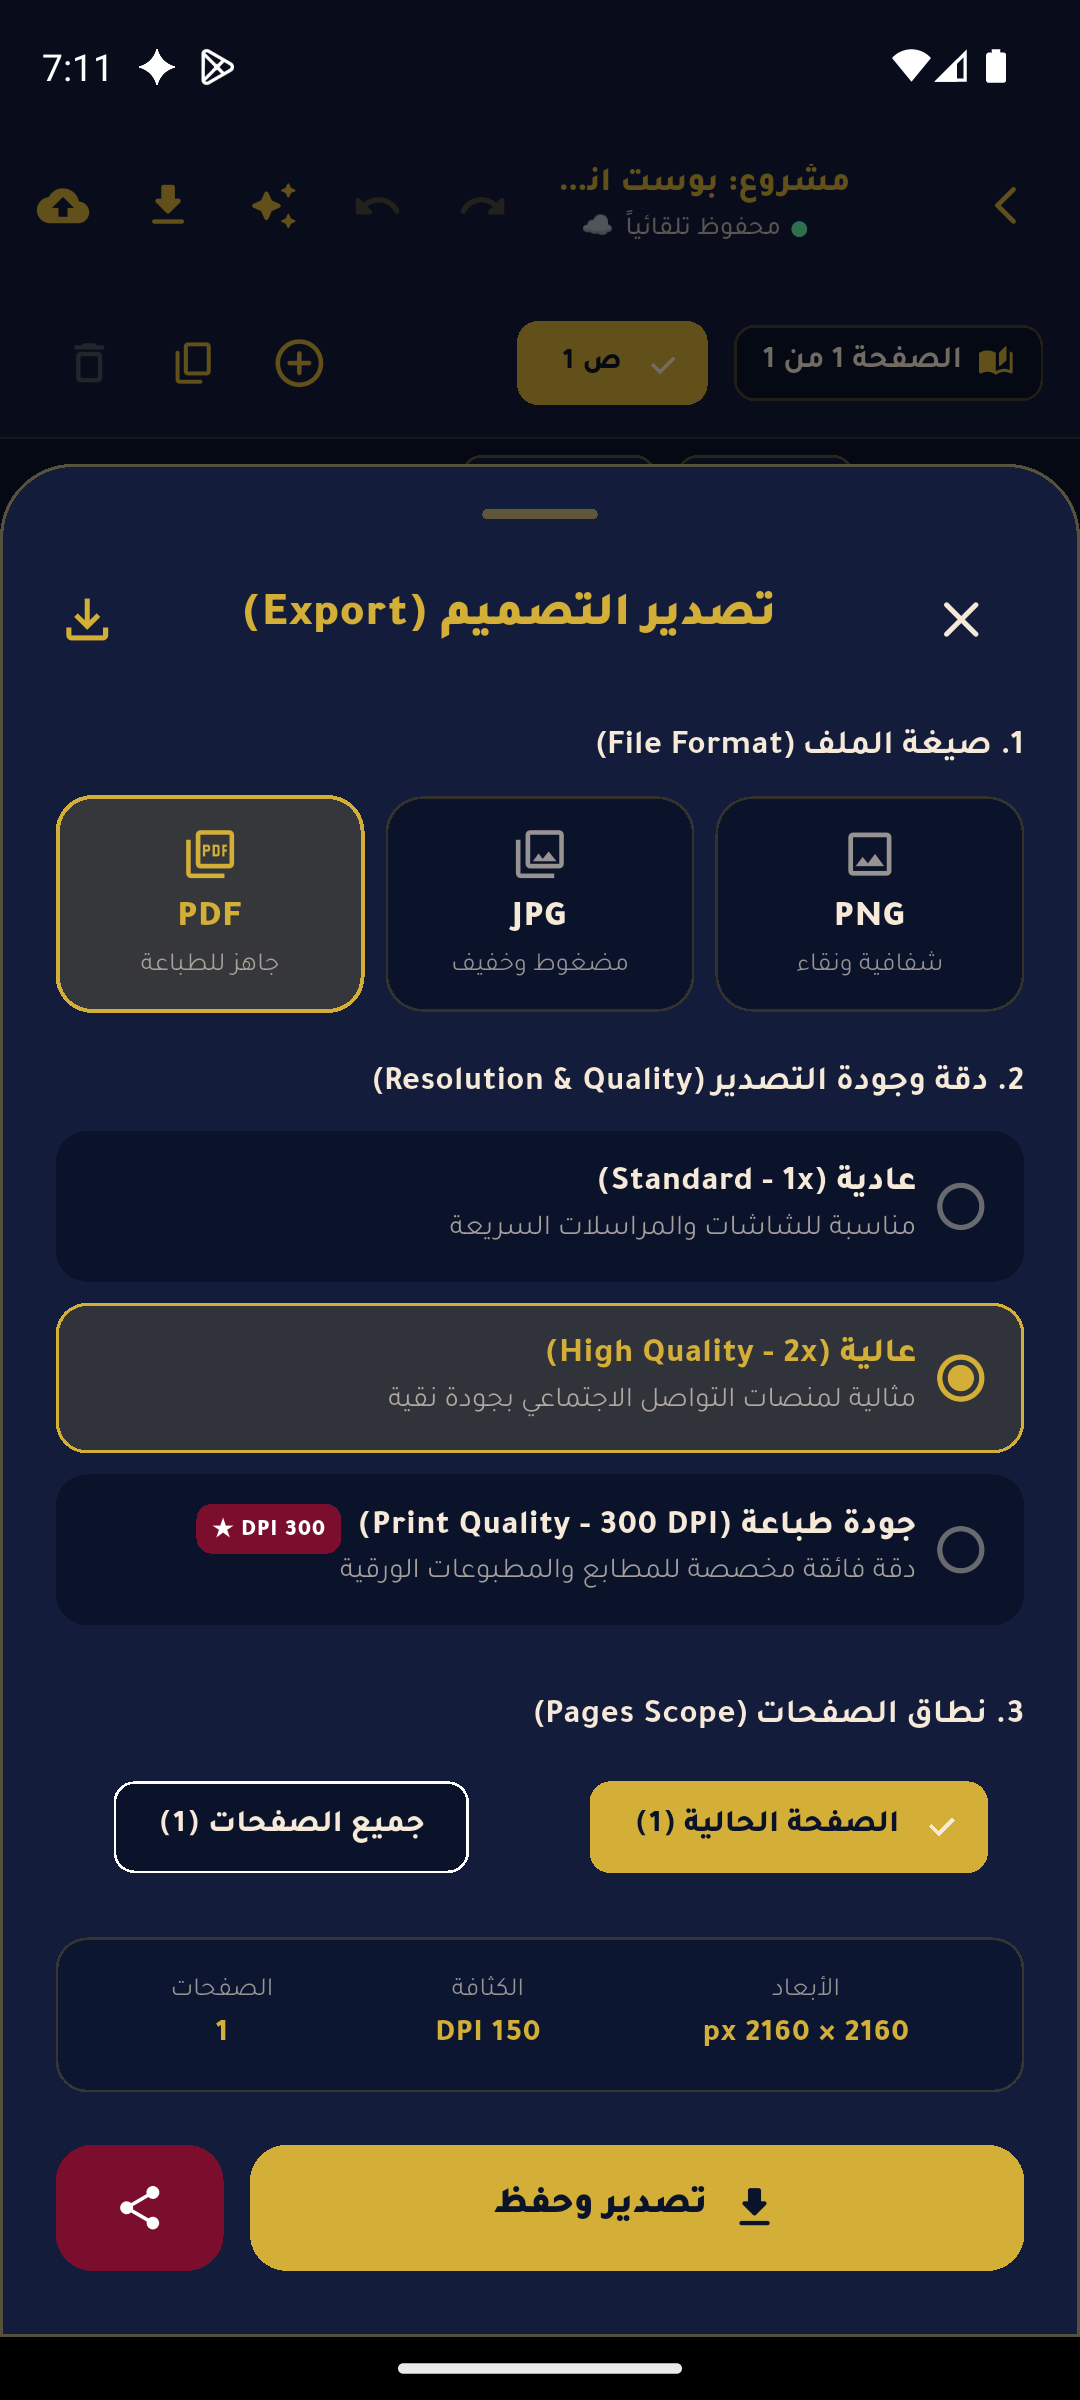 7:11
مشروع: بوست انـ...
محفوظ تلقائياً
الصفحة 1 من 1
ص 1
تصدير التصميم (Export)
1. صيغة الملف (File Format)
PNG
شفافية ونقاء
JPG
مضغوط وخفيف
PDF
PDF
جاهز للطباعة
2. دقة وجودة التصدير (Resolution & Quality)
عادية (Standard - 1x)
مناسبة للشاشات والمراسلات السريعة
عالية (High Quality - 2x)
مثالية لمنصات التواصل الاجتماعي بجودة نقية
جودة طباعة (Print Quality - 300 DPI)
★ DPI 300
دقة فائقة مخصصة للمطابع والمطبوعات الورقية
3. نطاق الصفحات (Pages Scope)
الصفحة الحالية (1)
جميع الصفحات (1)
الأبعاد
px 2160 × 2160
الكثافة
DPI 150
الصفحات
1
تصدير وحفظ